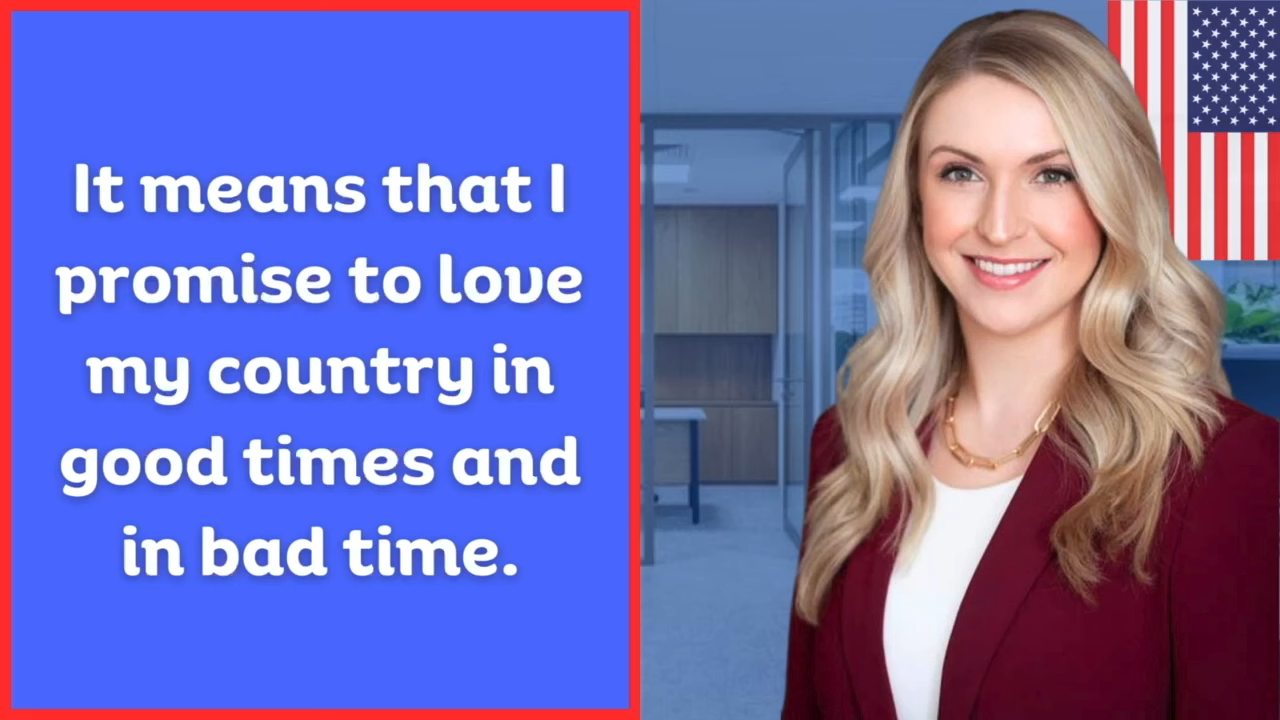 It means that I
promise to love
my country in
good times and
in bad time.